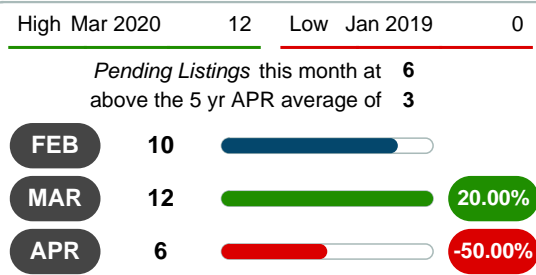 High Mar 2020 12 Low Jan 2019 0
Pending Listings this month at 6
above the 5 yr APR average of 3
FEB 10
MAR 12 20.00%
APR 6 -50.00%